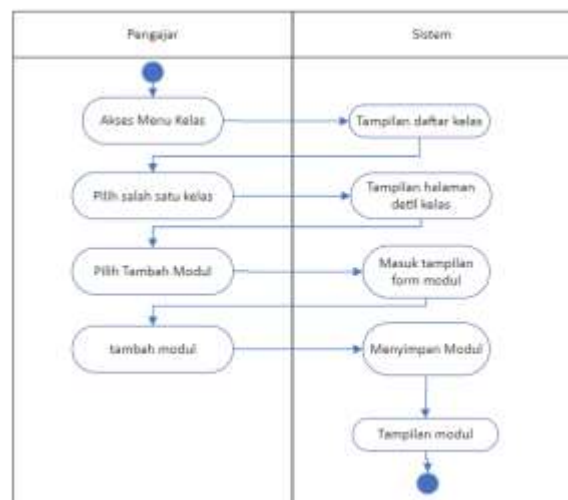 Pengajar
Sistem
Akses Menu Kelas
Tampilan daftar kelas
Pilih salah satu kelas
Tampilan halaman
detil kelas
Pilih Tambah Modul
Masuk tampilan
form modul
tambah modul
Menyimpan Modul
Tampilan modul